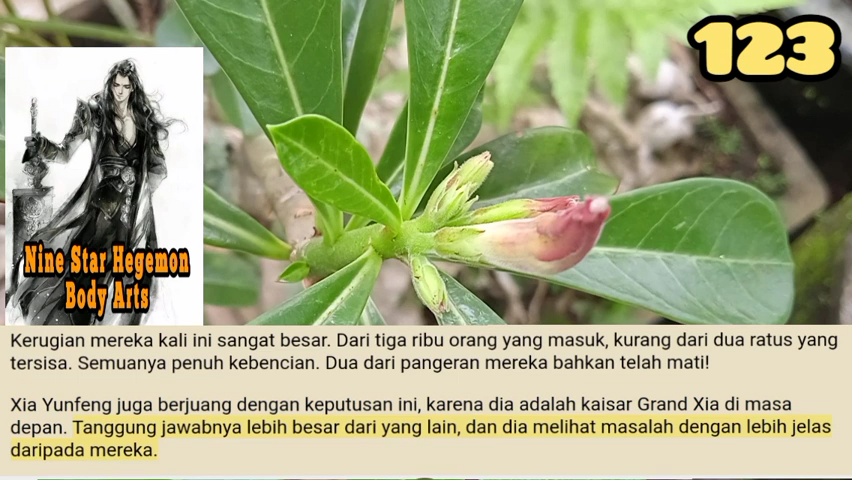 123
Nine Star Hegemon
Body Arts
Kerugian mereka kali ini sangat besar. Dari tiga ribu orang yang masuk, kurang dari dua ratus yang
tersisa. Semuanya penuh kebencian. Dua dari pangeran mereka bahkan telah mati!
Xia Yunfeng juga berjuang dengan keputusan ini, karena dia adalah kaisar Grand Xia di masa
depan. Tanggung jawabnya lebih besar dari yang lain, dan dia melihat masalah dengan lebih jelas
daripada mereka.